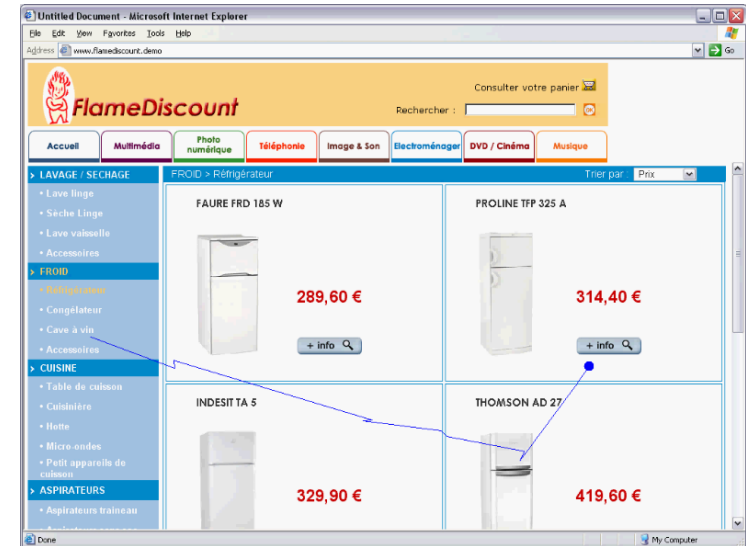 Untitled Document - Microsoft Internet Explorer
File Edit View Favorites Tools Help
Address www.flamediscount.demo Go
Consulter votre panier
FlameDiscount
Rechercher :
Accueil Multimédia Photo numérique Téléphonie Image & Son Electroménager DVD / Cinéma Musique
LAVAGE / SECHAGE
• Lave linge
• Sèche Linge
• Lave vaisselle
• Accessoires
FROID
• Réfrigérateur
• Congélateur
• Cave à vin
• Accessoires
CUISINE
• Table de cuisson
• Cuisinière
• Hotte
• Micro-ondes
• Petit appareils de
cuisson
ASPIRATEURS
• Aspirateurs traineau
FROID > Réfrigérateur Trier par : Prix
FAURE FRD 185 W
289,60 €
+ info
PROLINE TFP 325 A
314,40 €
+ info
INDESIT TA 5
329,90 €
THOMSON AD 27
419,60 €
Done My Computer